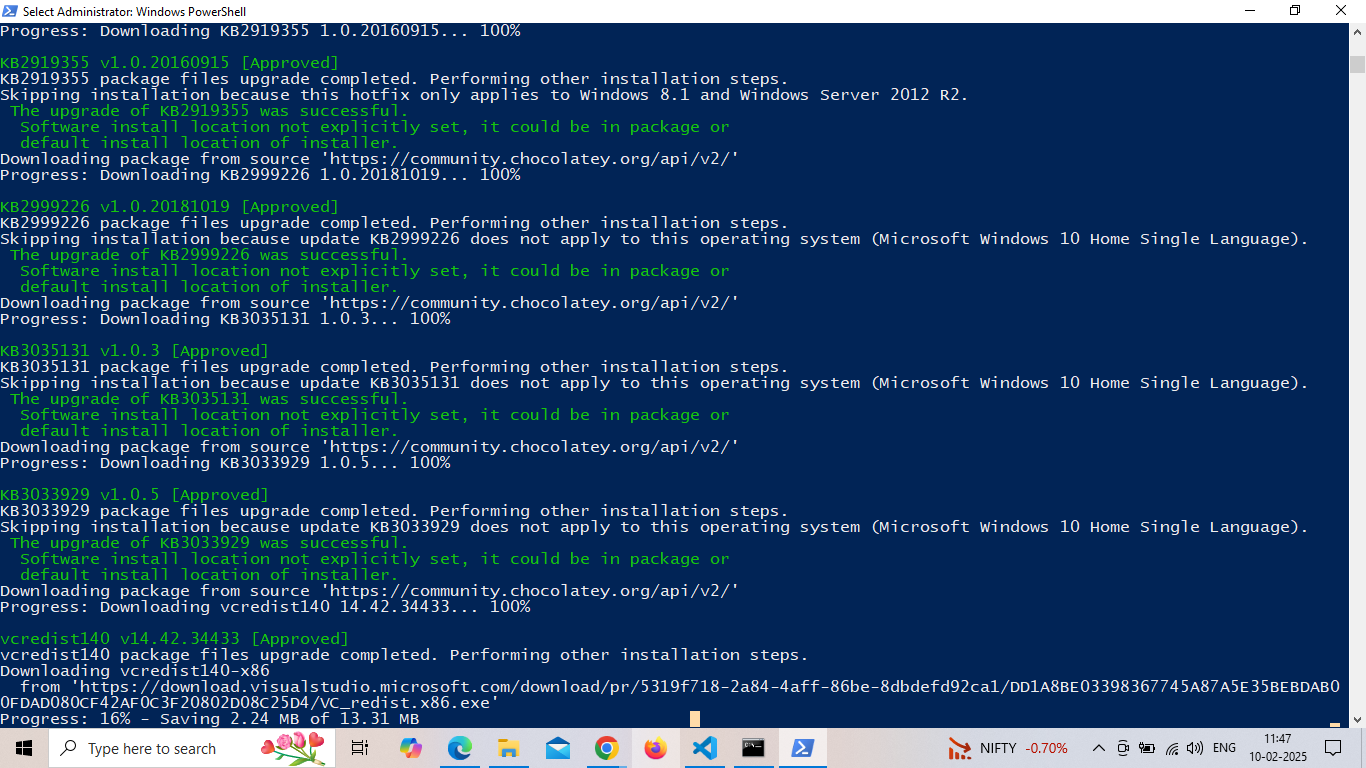 Select Administrator: Windows PowerShell
Progress: Downloading KB2919355 1.0.20160915... 100%
KB2919355 v1.0.20160915 [Approved]
KB2919355 package files upgrade completed. Performing other installation steps.
Skipping installation because this hotfix only applies to Windows 8.1 and Windows Server 2012 R2.
The upgrade of KB2919355 was successful.
Software install location not explicitly set, it could be in package or
default install location of installer.
Downloading package from source 'https://community.chocolatey.org/api/v2/'
Progress: Downloading KB2999226 1.0.20181019... 100%
KB2999226 v1.0.20181019 [Approved]
KB2999226 package files upgrade completed. Performing other installation steps.
Skipping installation because update KB2999226 does not apply to this operating system (Microsoft Windows 10 Home Single Language).
The upgrade of KB2999226 was successful.
Software install location not explicitly set, it could be in package or
default install location of installer.
Downloading package from source 'https://community.chocolatey.org/api/v2/'
Progress: Downloading KB3035131 1.0.3... 100%
KB3035131 v1.0.3 [Approved]
KB3035131 package files upgrade completed. Performing other installation steps.
Skipping installation because update KB3035131 does not apply to this operating system (Microsoft Windows 10 Home Single Language).
The upgrade of KB3035131 was successful.
Software install location not explicitly set, it could be in package or
default install location of installer.
Downloading package from source 'https://community.chocolatey.org/api/v2/'
Progress: Downloading KB3033929 1.0.5... 100%
KB3033929 v1.0.5 [Approved]
KB3033929 package files upgrade completed. Performing other installation steps.
Skipping installation because update KB3033929 does not apply to this operating system (Microsoft Windows 10 Home Single Language).
The upgrade of KB3033929 was successful.
Software install location not explicitly set, it could be in package or
default install location of installer.
Downloading package from source 'https://community.chocolatey.org/api/v2/'
Progress: Downloading vcredist140 14.42.34433... 100%
vcredist140 v14.42.34433 [Approved]
vcredist140 package files upgrade completed. Performing other installation steps.
Downloading vcredist140-x86
from 'https://download.visualstudio.microsoft.com/download/pr/5319f718-2a84-4aff-86be-8dbdefd92ca1/DD1A8BE03398367745A87A5E35BEBDAB0
0FDAD080CF42AF0C3F20802D08C25D4/VC_redist.x86.exe'
Progress: 16% - Saving 2.24 MB of 13.31 MB
Type here to search
NIFTY -0.70%
ENG
11:47
10-02-2025